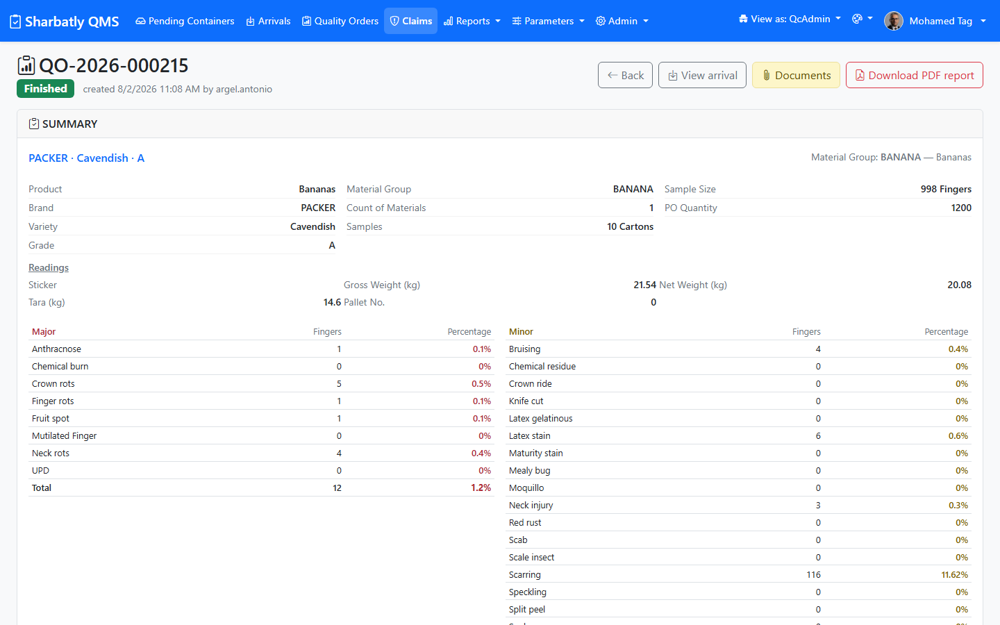 Sharbatly QMS Pending Containers Arrivals Quality Orders Claims Reports Parameters Admin View as: QcAdmin Mohamed Tag
QO-2026-000215
Finished created 8/2/2026 11:08 AM by argel.antonio
Back View arrival Documents Download PDF report
SUMMARY
PACKER · Cavendish · A Material Group: BANANA — Bananas
Product Bananas Material Group BANANA Sample Size 998 Fingers
Brand PACKER Count of Materials 1 PO Quantity 1200
Variety Cavendish Samples 10 Cartons
Grade A
Readings
Sticker Gross Weight (kg) 21.54 Net Weight (kg) 20.08
Tara (kg) 14.6 Pallet No. 0
Major Fingers Percentage
Anthracnose 1 0.1%
Chemical burn 0 0%
Crown rots 5 0.5%
Finger rots 1 0.1%
Fruit spot 1 0.1%
Mutilated Finger 0 0%
Neck rots 4 0.4%
UPD 0 0%
Total 12 1.2%
Minor Fingers Percentage
Bruising 4 0.4%
Chemical residue 0 0%
Crown ride 0 0%
Knife cut 0 0%
Latex gelatinous 0 0%
Latex stain 6 0.6%
Maturity stain 0 0%
Mealy bug 0 0%
Moquillo 0 0%
Neck injury 3 0.3%
Red rust 0 0%
Scab 0 0%
Scale insect 0 0%
Scarring 116 11.62%
Speckling 0 0%
Split peel 0 0%